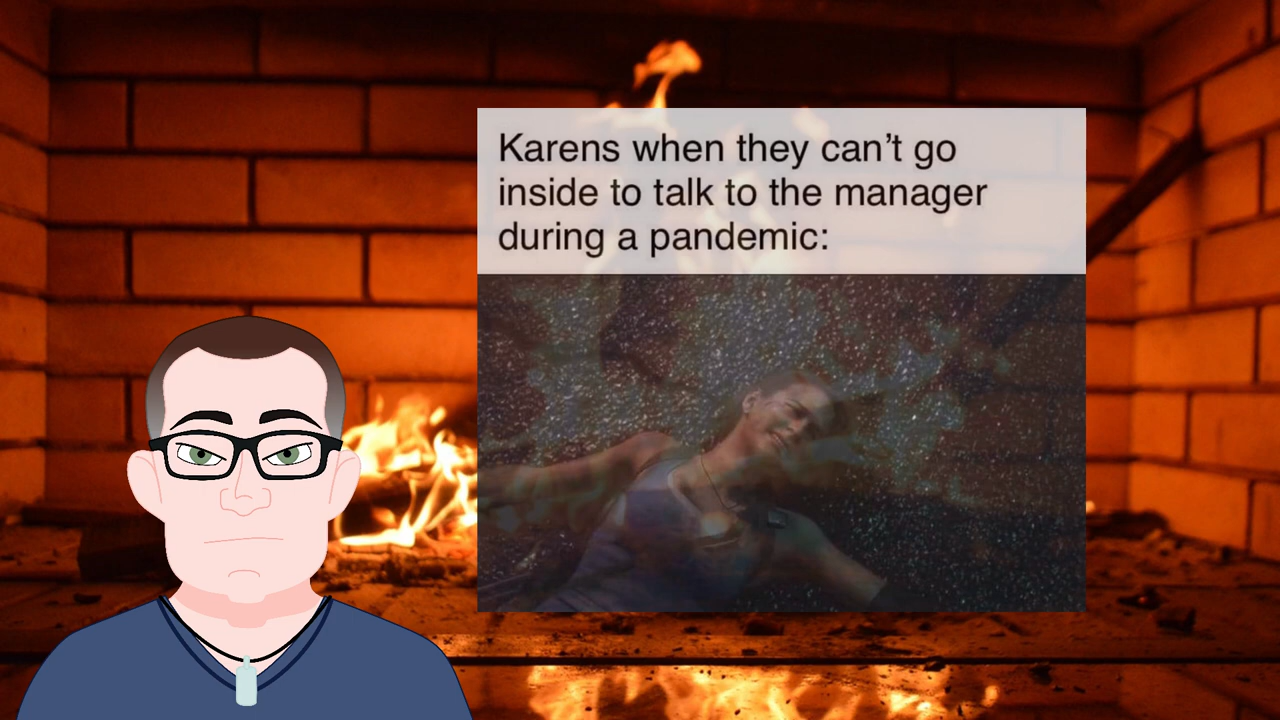 Karens when they can’t go
inside to talk to the manager
during a pandemic: